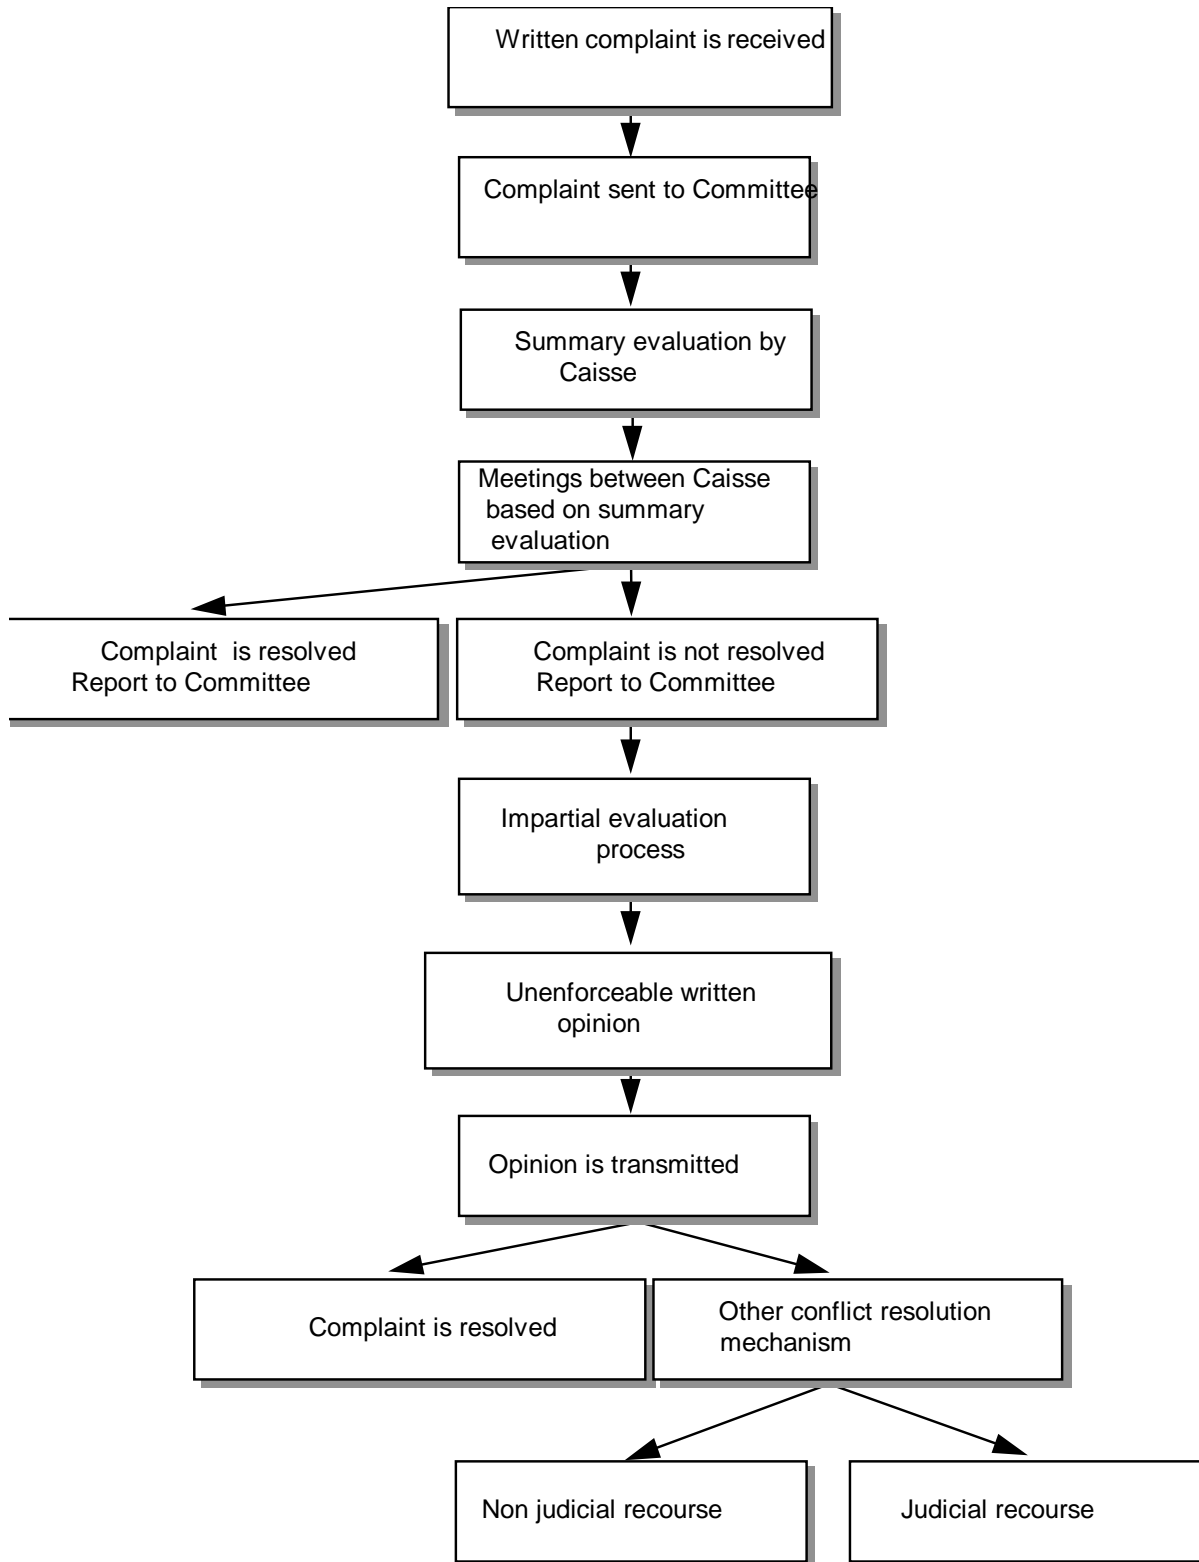 Written complaint is received
Complaint sent to Committee
Summary evaluation by
Caisse
Meetings between Caisse
based on summary
evaluation
Complaint is resolved
Report to Committee
Complaint is not resolved
Report to Committee
Impartial evaluation
process
Unenforceable written
opinion
Opinion is transmitted
Complaint is resolved
Other conflict resolution
mechanism
Non judicial recourse
Judicial recourse